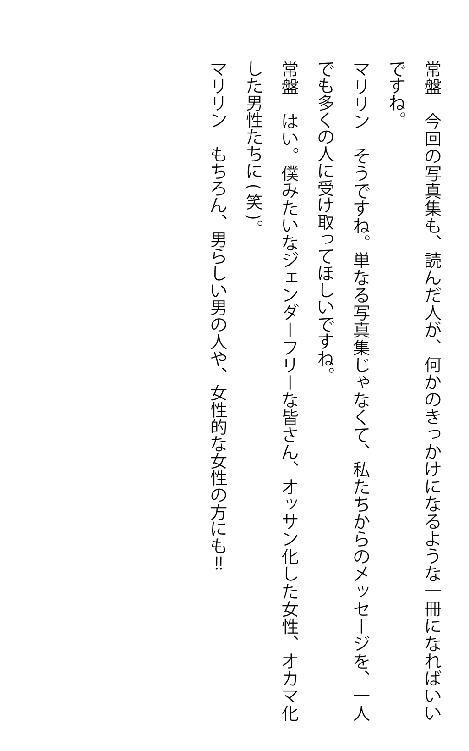 常盤　今回の写真集も、読んだ人が、何かのきっかけになるような一冊になればいい
ですね。
マリリン　そうですね。単なる写真集じゃなくて、私たちからのメッセージを、一人
でも多くの人に受け取ってほしいですね。
常盤　はい。僕みたいなジェンダーフリーな皆さん、オッサン化した女性、オカマ化
した男性たちに(笑)。
マリリン　もちろん、男らしい男の人や、女性的な女性の方にも!!